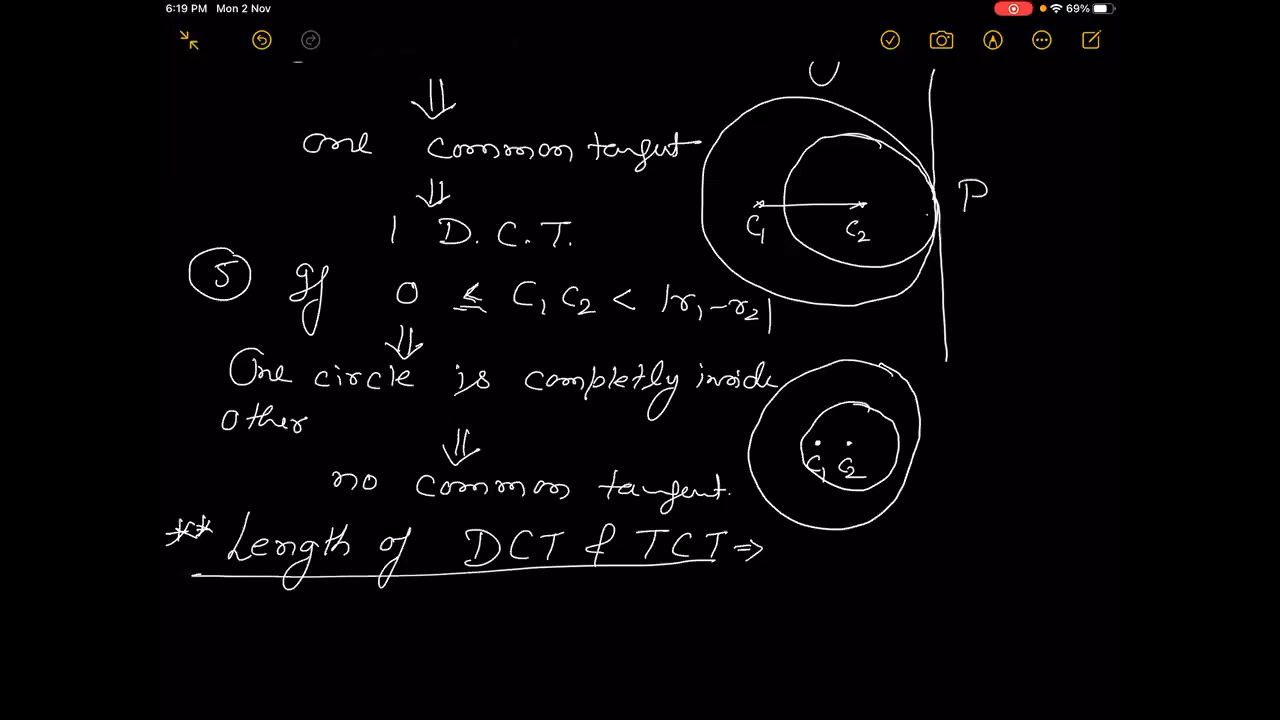 6:19 PM Mon 2 Nov
69%
⇓
one common tangent
⇓
1 D.C.T.
P
C₁ C₂
⑤ If 0 ≤ C₁C₂ < |r₁-r₂|
⇓
One circle is completly inside
other
C₁ C₂
⇓
no common tangent.
** Length of DCT & TCT ⇒